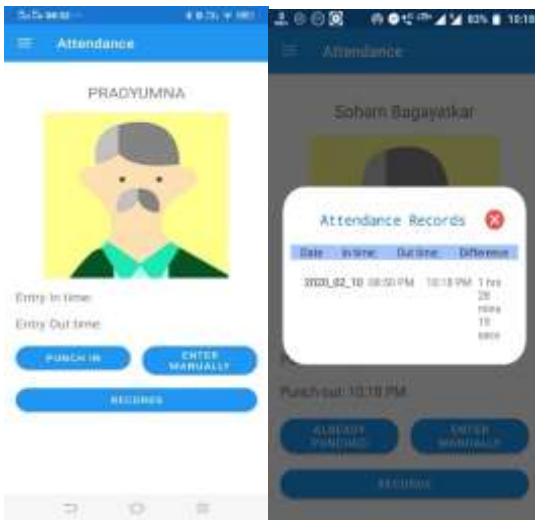 Attendance
PRADYUMNA
Entry In time:
Entry Out time:
PUNCH IN
ENTER
MANUALLY
RECORDS
83% 10:18
Attendance
Soham Bagayatkar
Attendance Records
Date In time: Out time: Difference
2020_02_10 08:50 PM 10:18 PM 1 hrs
28
mins
secs
Punch out: 10:18 PM
ALREADY
PUNCHED
ENTER
MANUALLY
RECORDS